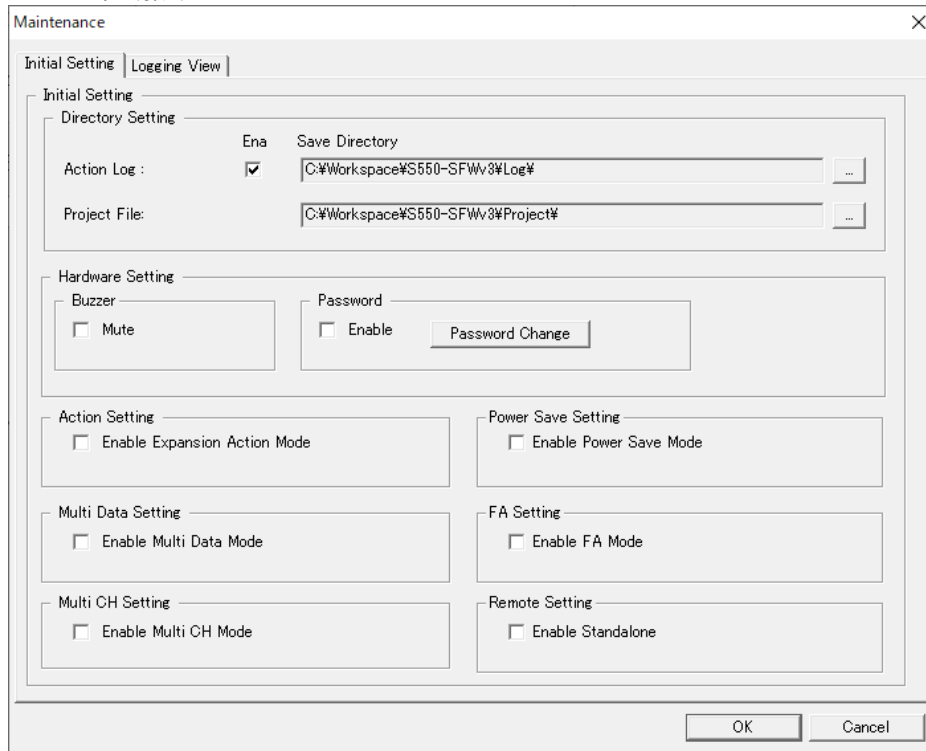 Maintenance
Initial Setting Logging View
Initial Setting
Directory Setting
Ena Save Directory
Action Log : C:¥Workspace¥S550-SFWv3¥Log¥ ...
Project File: C:¥Workspace¥S550-SFWv3¥Project¥ ...
Hardware Setting
Buzzer Password
Mute Enable Password Change
Action Setting Power Save Setting
Enable Expansion Action Mode Enable Power Save Mode
Multi Data Setting FA Setting
Enable Multi Data Mode Enable FA Mode
Multi CH Setting Remote Setting
Enable Multi CH Mode Enable Standalone
OK Cancel